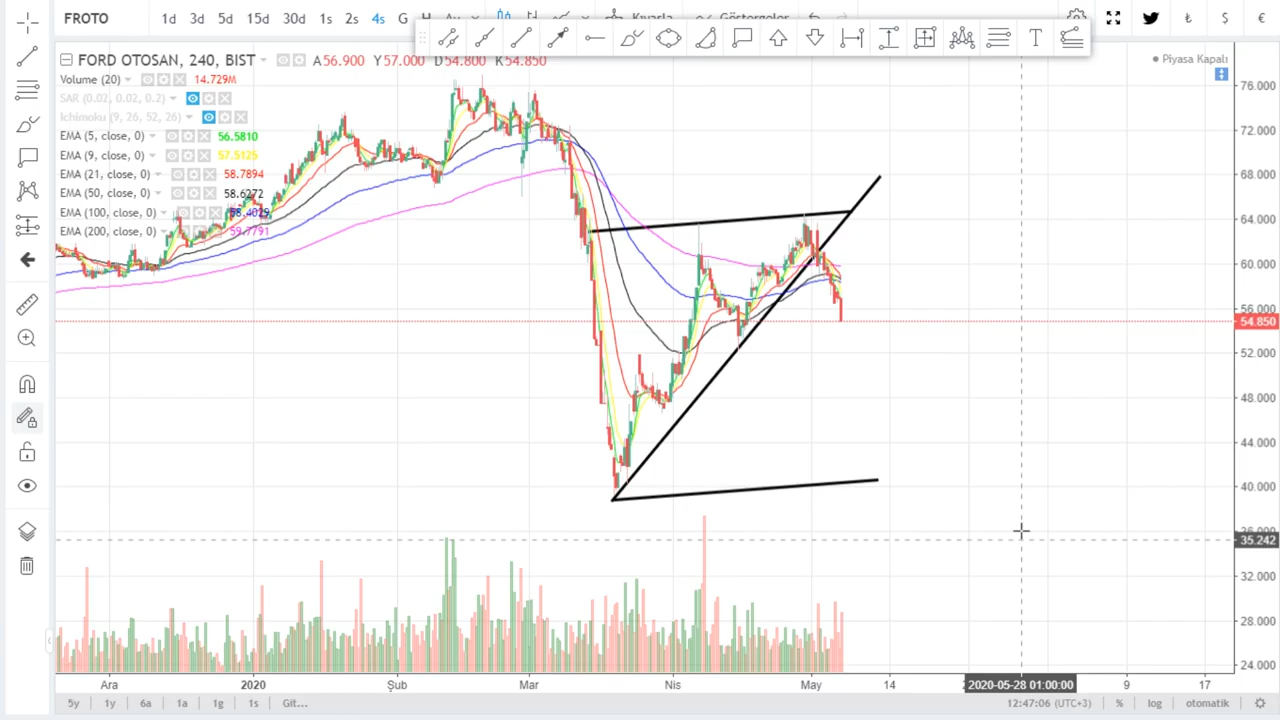 FROTO 1d 3d 5d 15d 30d 1s 2s 4s G Kıyasla Göstergeler ₺ $ €
T
FORD OTOSAN, 240, BIST A56.900 Y57.000 D54.800 K54.850
Piyasa Kapalı
Volume (20) 14.729M
SAR (0.02, 0.02, 0.2)
Ichimoku (9, 26, 52, 26)
EMA (5, close, 0) 56.5810
EMA (9, close, 0) 57.5125
EMA (21, close, 0) 58.7894
EMA (50, close, 0) 58.6272
EMA (100, close, 0) 58.4029
EMA (200, close, 0) 59.7791
76.000
72.000
68.000
64.000
60.000
56.000
54.850
52.000
48.000
44.000
40.000
36.000
35.242
32.000
28.000
24.000
Ara 2020 Şub Mar Nis May 14 2020-05-28 01:00:00 9 17
5y 1y 6a 1a 1g 1s Git... 12:47:06 (UTC+3) % log otomatik